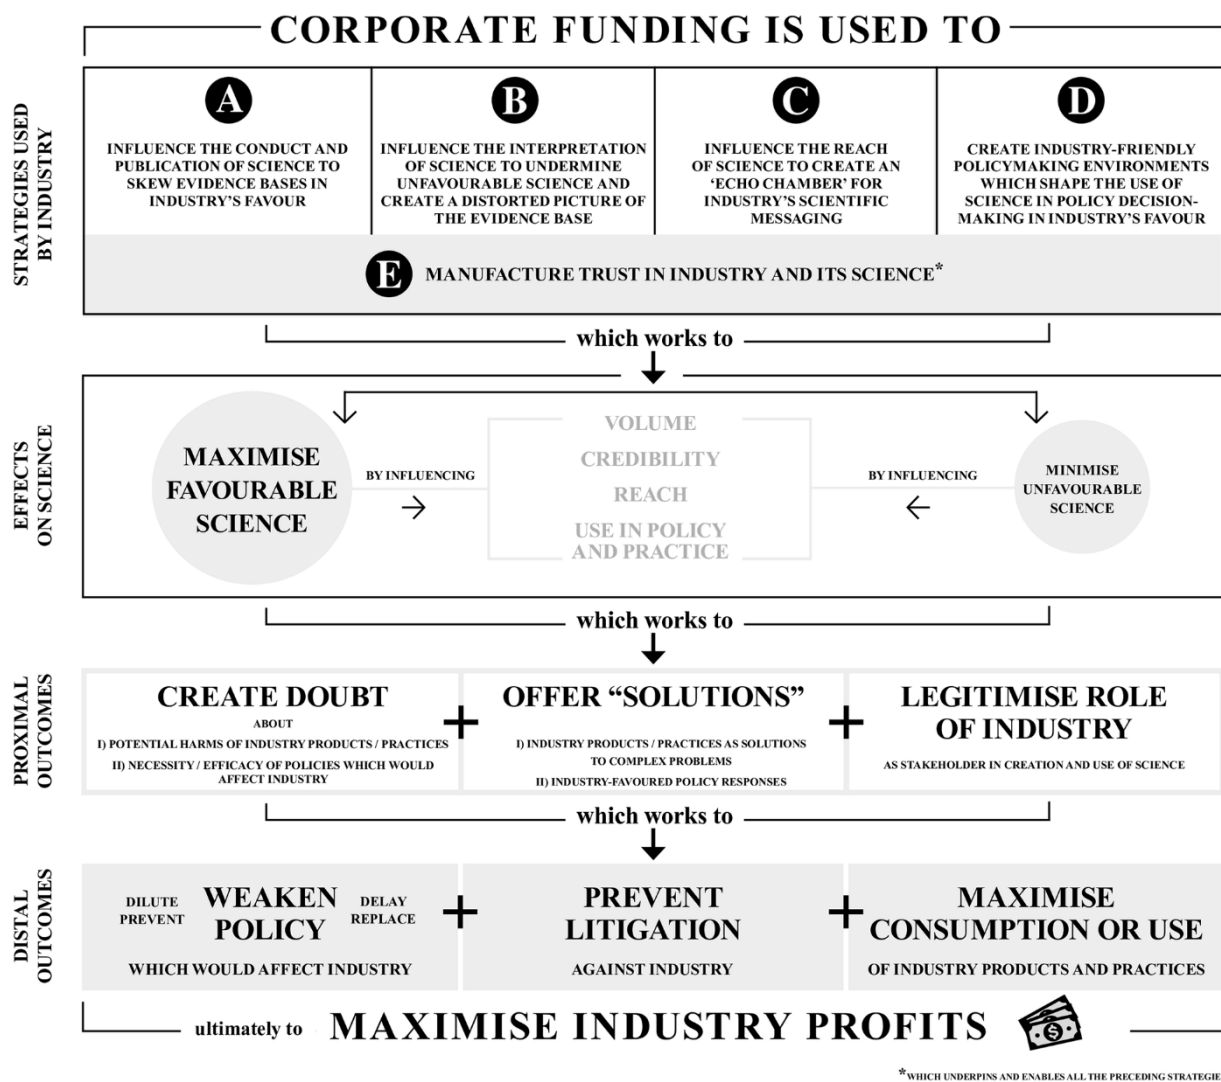 CORPORATE FUNDING IS USED TO
STRATEGIES USED
BY INDUSTRY
A
INFLUENCE THE CONDUCT AND
PUBLICATION OF SCIENCE TO
SKEW EVIDENCE BASES IN
INDUSTRY'S FAVOUR
B
INFLUENCE THE INTERPRETATION
OF SCIENCE TO UNDERMINE
UNFAVOURABLE SCIENCE AND
CREATE A DISTORTED PICTURE OF
THE EVIDENCE BASE
C
INFLUENCE THE REACH
OF SCIENCE TO CREATE AN
'ECHO CHAMBER' FOR
INDUSTRY'S SCIENTIFIC
MESSAGING
D
CREATE INDUSTRY-FRIENDLY
POLICYMAKING ENVIRONMENTS
WHICH SHAPE THE USE OF
SCIENCE IN POLICY DECISION-
MAKING IN INDUSTRY'S FAVOUR
E MANUFACTURE TRUST IN INDUSTRY AND ITS SCIENCE*
which works to
EFFECTS
ON SCIENCE
MAXIMISE
FAVOURABLE
SCIENCE
BY INFLUENCING
VOLUME
CREDIBILITY
REACH
USE IN POLICY
AND PRACTICE
BY INFLUENCING
MINIMISE
UNFAVOURABLE
SCIENCE
which works to
PROXIMAL
OUTCOMES
CREATE DOUBT
ABOUT
I) POTENTIAL HARMS OF INDUSTRY PRODUCTS / PRACTICES
II) NECESSITY / EFFICACY OF POLICIES WHICH WOULD
AFFECT INDUSTRY
+
OFFER “SOLUTIONS”
I) INDUSTRY PRODUCTS / PRACTICES AS SOLUTIONS
TO COMPLEX PROBLEMS
II) INDUSTRY-FAVOURED POLICY RESPONSES
+
LEGITIMISE ROLE
OF INDUSTRY
AS STAKEHOLDER IN CREATION AND USE OF SCIENCE
which works to
DISTAL
OUTCOMES
DILUTE
PREVENT
WEAKEN
POLICY
DELAY
REPLACE
WHICH WOULD AFFECT INDUSTRY
+
PREVENT
LITIGATION
AGAINST INDUSTRY
+
MAXIMISE
CONSUMPTION OR USE
OF INDUSTRY PRODUCTS AND PRACTICES
ultimately to MAXIMISE INDUSTRY PROFITS
$
*WHICH UNDERPINS AND ENABLES ALL THE PRECEDING STRATEGIE